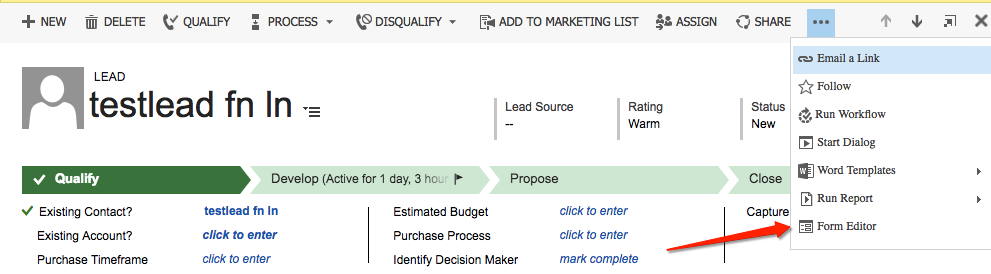 NEW DELETE QUALIFY PROCESS DISQUALIFY ADD TO MARKETING LIST ASSIGN SHARE ...
Email a Link
Follow
Run Workflow
Start Dialog
Word Templates
Run Report
Form Editor
LEAD
testlead fn ln
Lead Source
--
Rating
Warm
Status
New
Qualify Develop (Active for 1 day, 3 hour Propose Close
Existing Contact? testlead fn ln Estimated Budget click to enter Capture
Existing Account? click to enter Purchase Process click to enter
Purchase Timeframe click to enter Identify Decision Maker mark complete